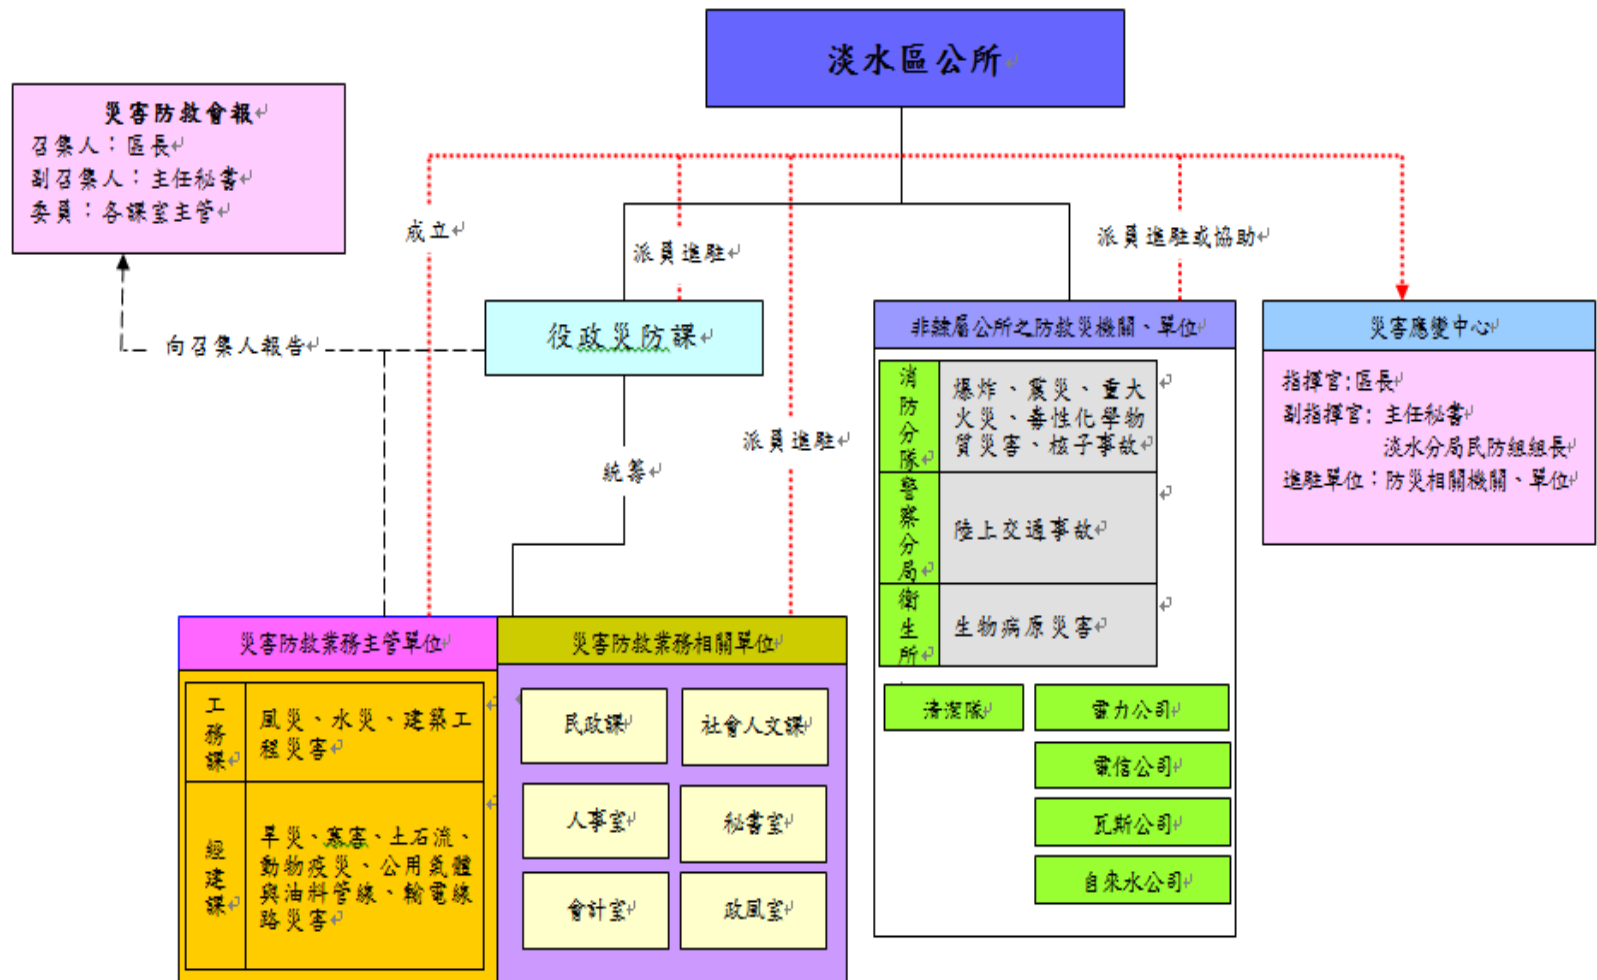 淡水區公所
災害防救會報
召集人：區長
副召集人：主任秘書
委員：各課室主管
成立
派員進駐
派員進駐或協助
向召集人報告
役政災防課
派員進駐
統籌
非隸屬公所之防救災機關、單位
消防分隊
爆炸、震災、重大
火災、毒性化學物
質災害、核子事故
警察分局
陸上交通事故
衛生所
生物病原災害
清潔隊
電力公司
電信公司
瓦斯公司
自來水公司
災害應變中心
指揮官:區長
副指揮官: 主任秘書
淡水分局民防組組長
進駐單位：防災相關機關、單位
災害防救業務主管單位
工務課
風災、水災、建築工
程災害
經建課
旱災、寒害、土石流、
動物疫災、公用氣體
與油料管線、輸電線
路災害
災害防救業務相關單位
民政課
社會人文課
人事室
秘書室
會計室
政風室